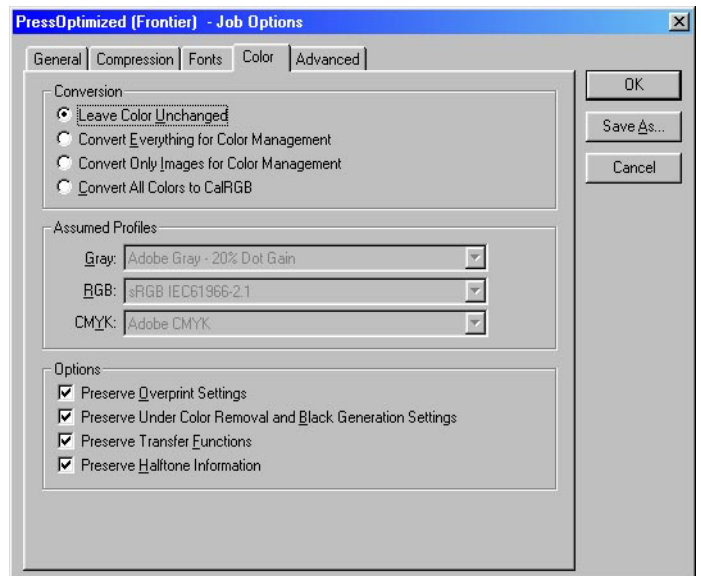 PressOptimized (Frontier) - Job Options
General Compression Fonts Color Advanced
Conversion
Leave Color Unchanged
Convert Everything for Color Management
Convert Only Images for Color Management
Convert All Colors to CalRGB
Assumed Profiles
Gray: Adobe Gray - 20% Dot Gain
RGB: sRGB IEC61966-2.1
CMYK: Adobe CMYK
Options
Preserve Overprint Settings
Preserve Under Color Removal and Black Generation Settings
Preserve Transfer Functions
Preserve Halftone Information
OK
Save As...
Cancel